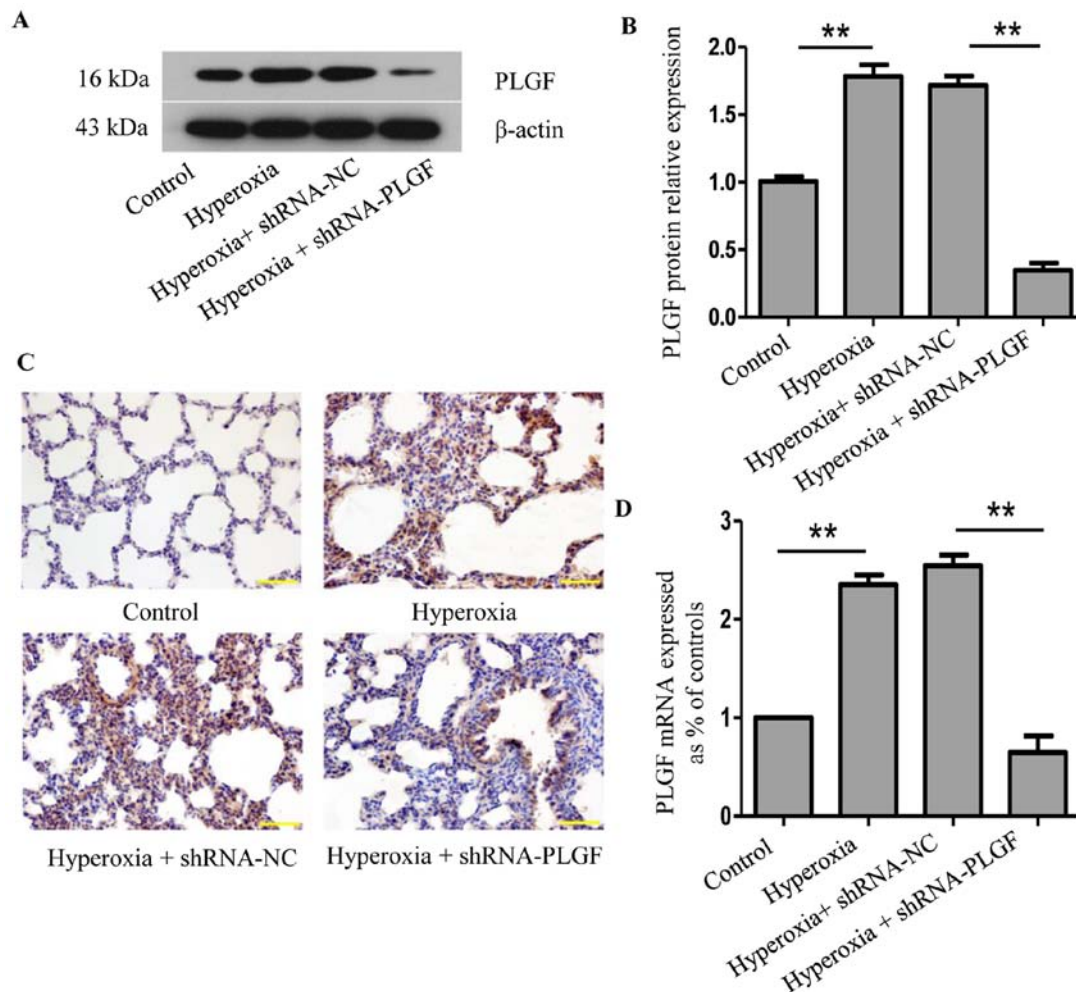 A
16 kDa
PLGF
43 kDa
β-actin
Control
Hyperoxia
Hyperoxia+ shRNA-NC
Hyperoxia + shRNA-PLGF
B
**
**
PLGF protein relative expression
2.0
1.5
1.0
0.5
0.0
Control
Hyperoxia
Hyperoxia+ shRNA-NC
Hyperoxia + shRNA-PLGF
C
Control
Hyperoxia
Hyperoxia + shRNA-NC
Hyperoxia + shRNA-PLGF
D
**
**
PLGF mRNA expressed
as % of controls
3
2
1
0
Control
Hyperoxia
Hyperoxia+ shRNA-NC
Hyperoxia + shRNA-PLGF